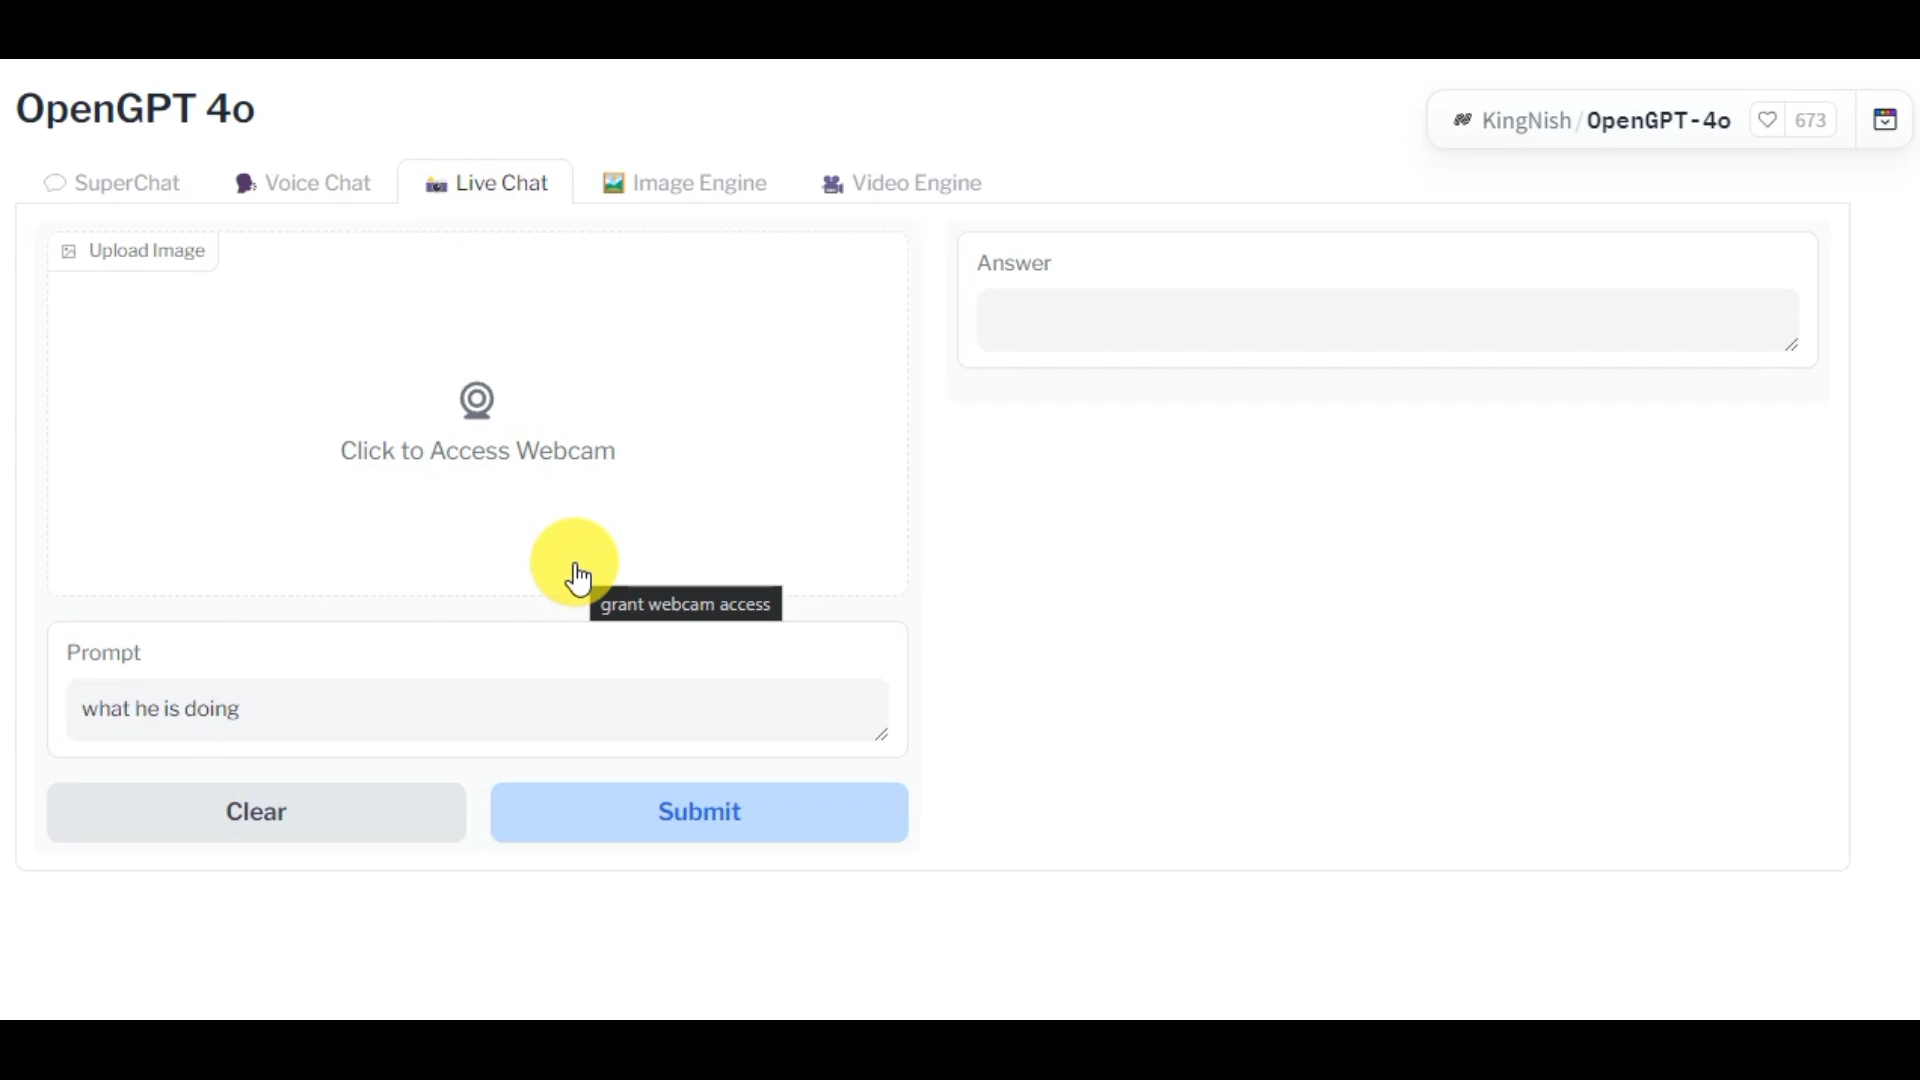 OpenGPT 4o
KingNish/OpenGPT-4o
673
SuperChat
Voice Chat
Live Chat
Image Engine
Video Engine
Upload Image
Click to Access Webcam
grant webcam access
Prompt
what he is doing
Clear
Submit
Answer